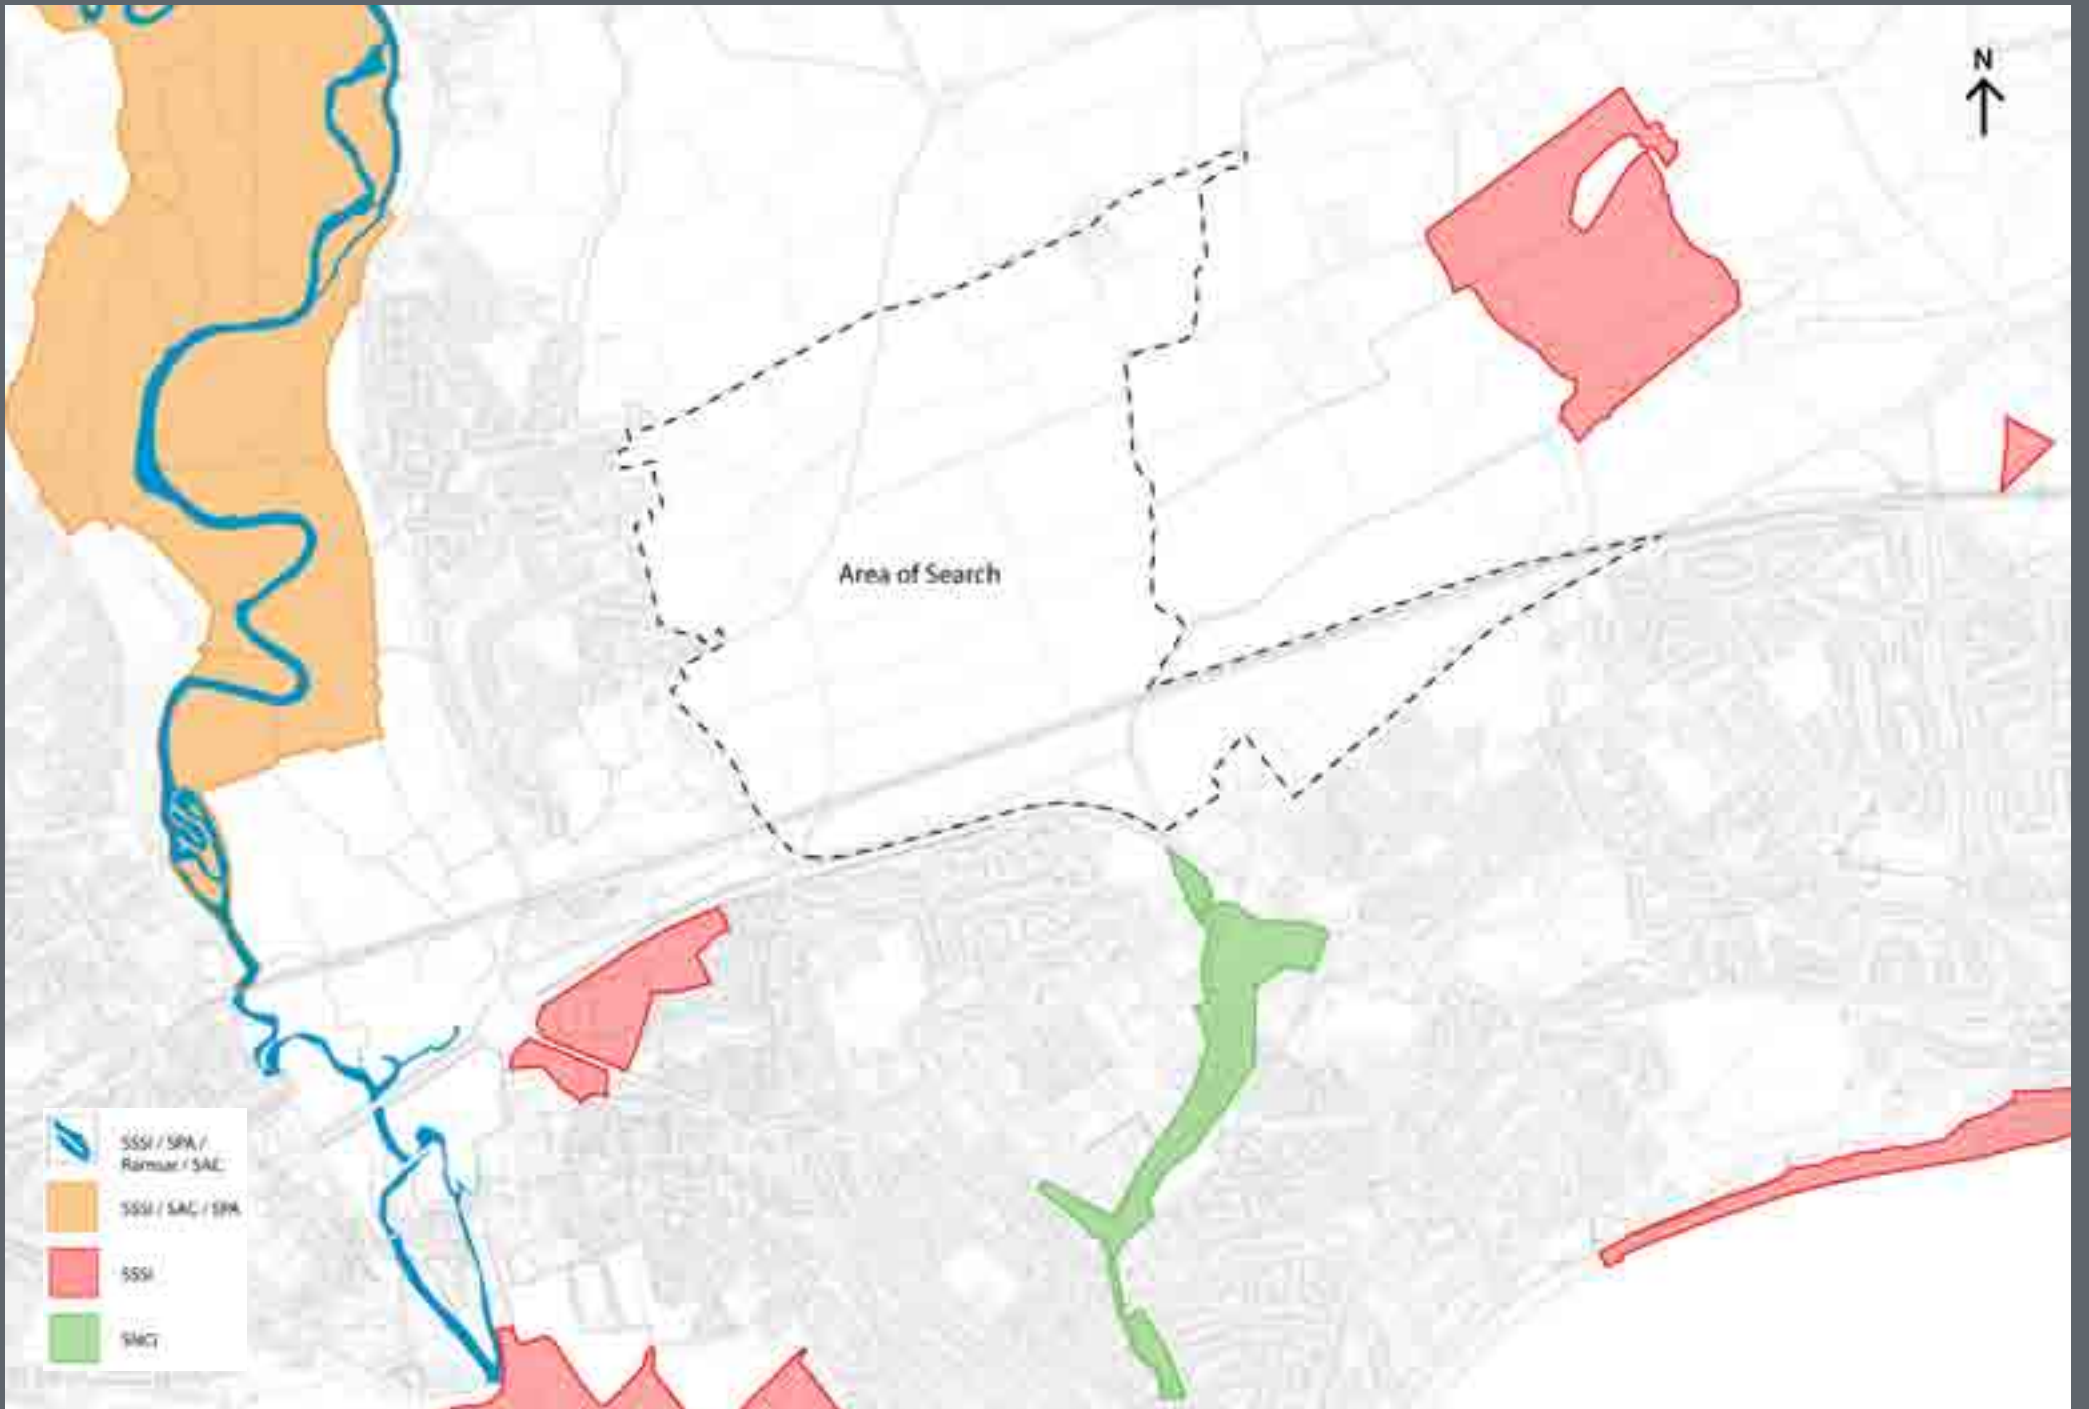 N
Area of Search
SSSI / SPA /
Ramsar / SAC
SSSI / SAC / SPA
SSSI
SNCI